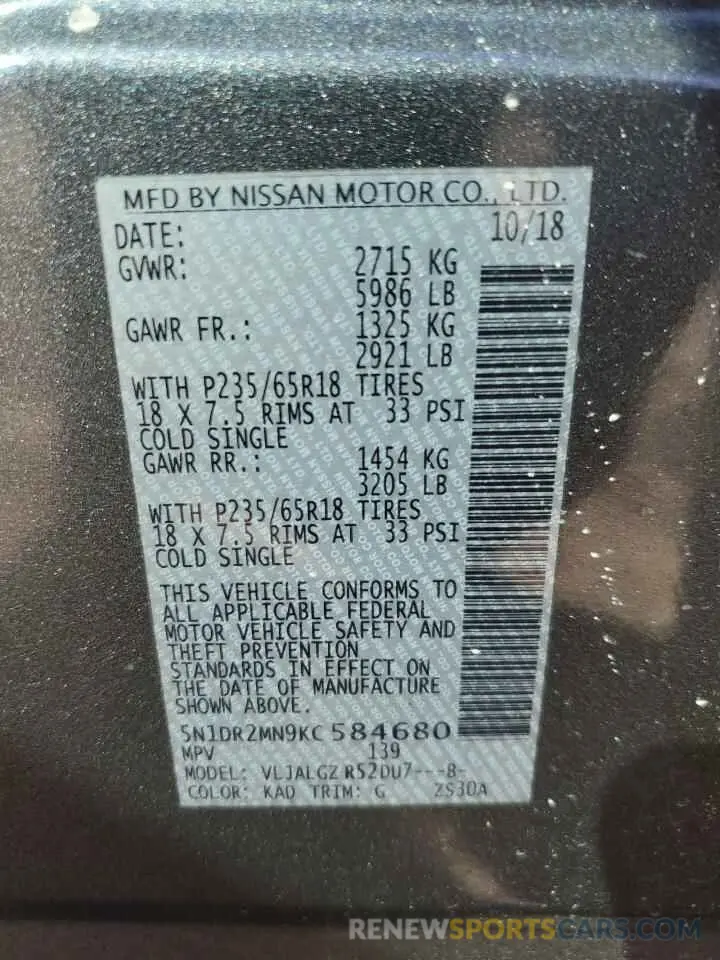 MFD BY NISSAN MOTOR CO., LTD.
DATE: 10/18
GVWR: 2715 KG
5986 LB
GAWR FR.: 1325 KG
2921 LB
WITH P235/65R18 TIRES
18 X 7.5 RIMS AT 33 PSI
COLD SINGLE
GAWR RR.: 1454 KG
3205 LB
WITH P235/65R18 TIRES
18 X 7.5 RIMS AT 33 PSI
COLD SINGLE
THIS VEHICLE CONFORMS TO
ALL APPLICABLE FEDERAL
MOTOR VEHICLE SAFETY AND
THEFT PREVENTION
STANDARDS IN EFFECT ON
THE DATE OF MANUFACTURE
SHOWN ABOVE.
5N1DR2MN9KC 584680
MPV 139
MODEL: VLJALGZ R52DU7---8-
COLOR: KAD TRIM: G ZS30A
RENEWSPORTSCARS.COM